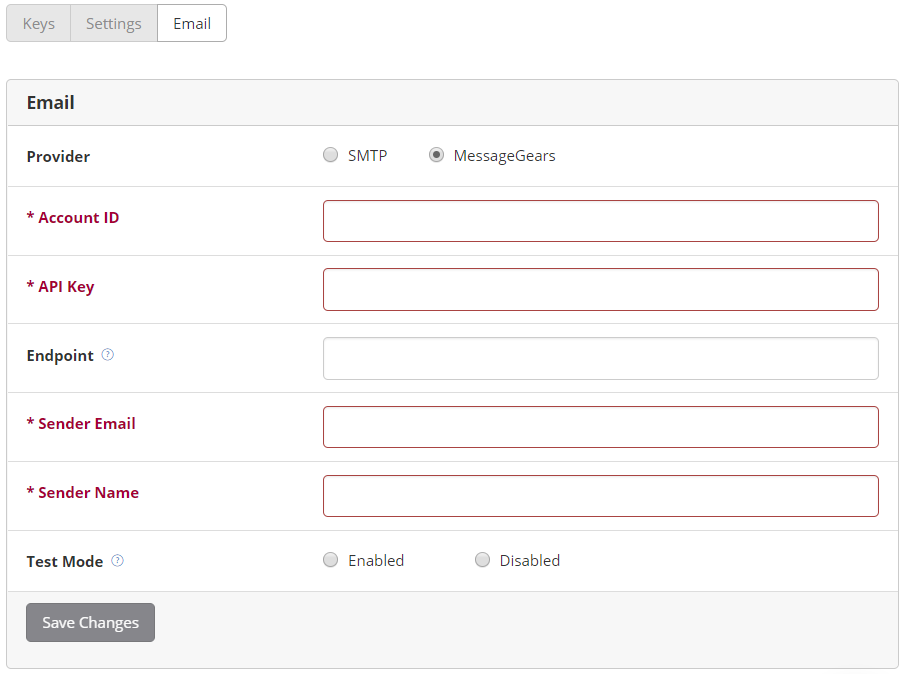 Keys Settings Email
Email
Provider SMTP MessageGears
* Account ID
* API Key
Endpoint ?
* Sender Email
* Sender Name
Test Mode ? Enabled Disabled
Save Changes